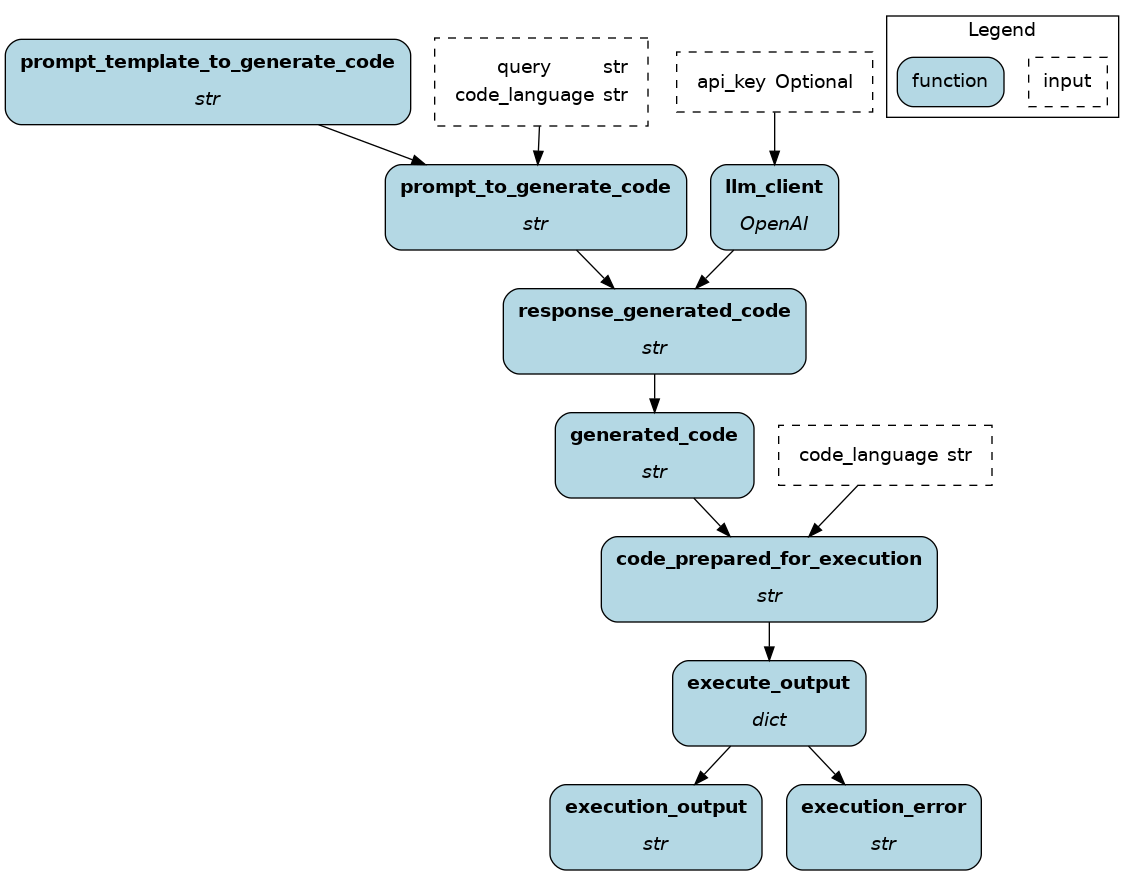 Legend
function
input
prompt_template_to_generate_code
str
query str
code_language str
api_key Optional
prompt_to_generate_code
str
llm_client
OpenAI
response_generated_code
str
generated_code
str
code_language str
code_prepared_for_execution
str
execute_output
dict
execution_output
str
execution_error
str